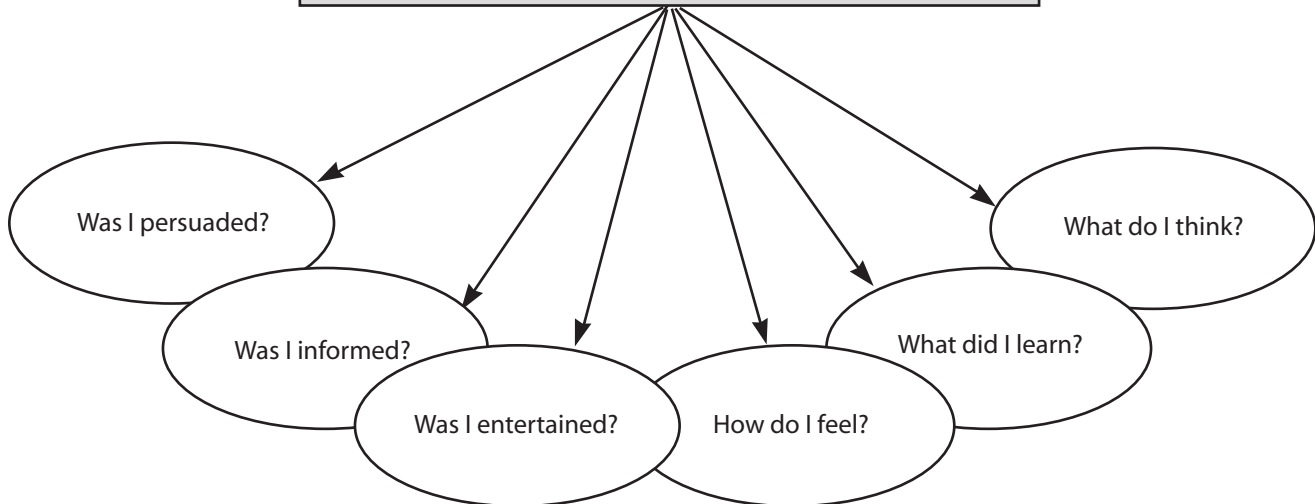 Was I persuaded?
What do I think?
Was I informed?
What did I learn?
Was I entertained?
How do I feel?